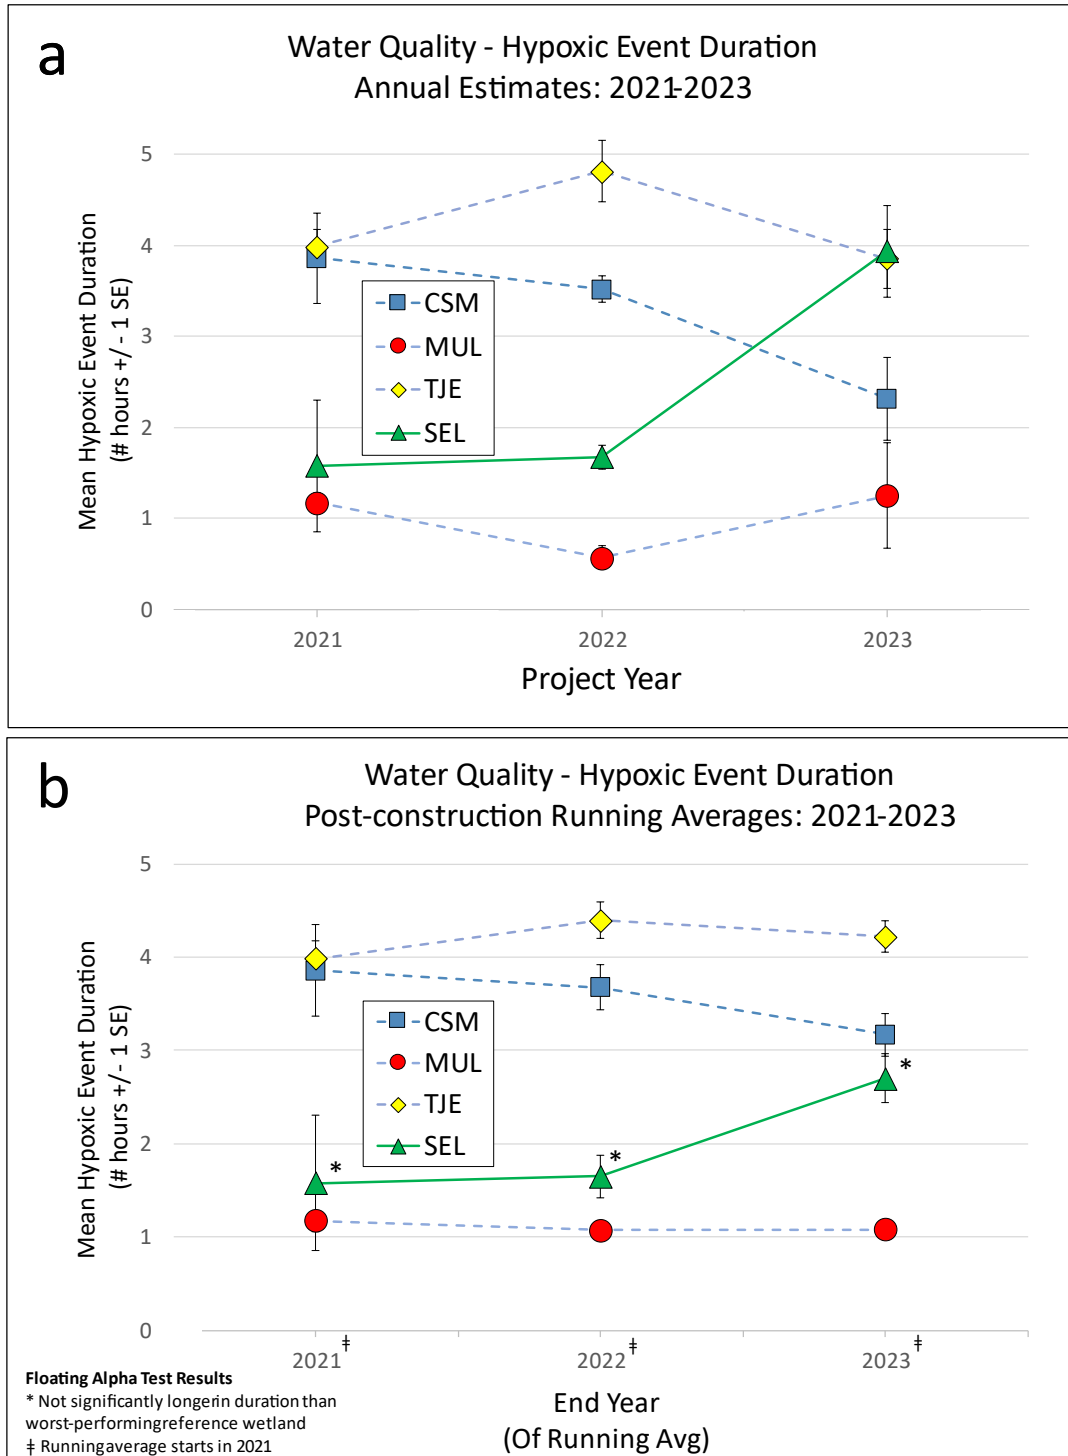 a
Water Quality - Hypoxic Event Duration
Annual Estimates: 2021-2023
Mean Hypoxic Event Duration
(# hours +/- 1 SE)
5
4
3
2
1
0
CSM
MUL
TJE
SEL
2021
2022
2023
Project Year
b
Water Quality - Hypoxic Event Duration
Post-construction Running Averages: 2021-2023
Mean Hypoxic Event Duration
(# hours +/- 1 SE)
5
4
3
2
1
0
CSM
MUL
TJE
SEL
*
*
*
2021ǂ
2022ǂ
2023ǂ
End Year
(Of Running Avg)
Floating Alpha Test Results
* Not significantly longerin duration than
worst-performingreference wetland
ǂ Runningaverage starts in 2021